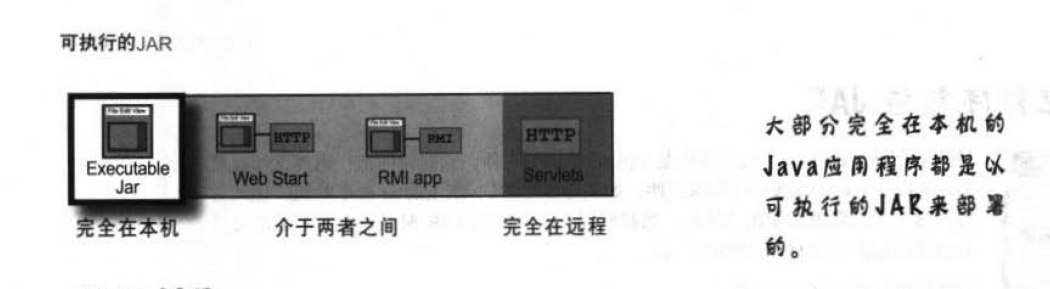 可执行的JAR
File Edit View
Executable
Jar
HTTP
Web Start
RMI
RMI app
HTTP
Servlets
完全在本机
介于两者之间
完全在远程
大部分完全在本机的
Java应用程序都是以
可执行的JAR来部署
的。